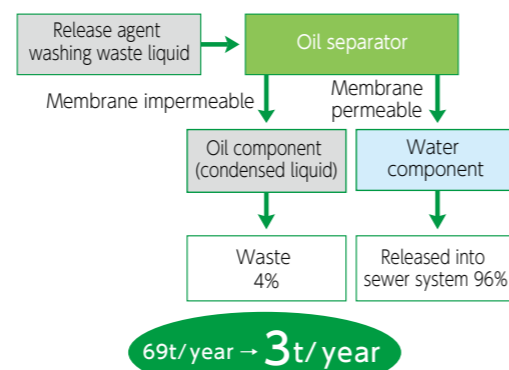 Release agent
washing waste liquid
Oil separator
Membrane impermeable
Membrane
permeable
Oil component
(condensed liquid)
Water
component
Waste
4%
Released into
sewer system 96%
69t/year → 3t/year